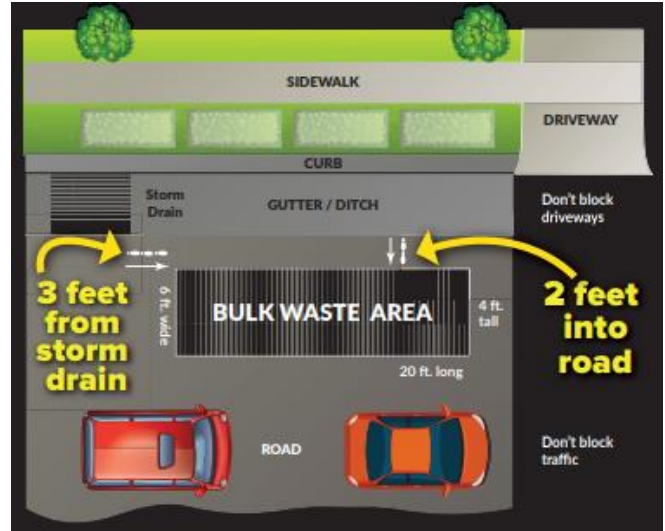 SIDEWALK
DRIVEWAY
CURB
Storm
Drain
GUTTER / DITCH
Don't block
driveways
3 feet
from
storm
drain
6 ft. wide
BULK WASTE AREA
4 ft.
tall
2 feet
into
road
20 ft. long
ROAD
Don't block
traffic